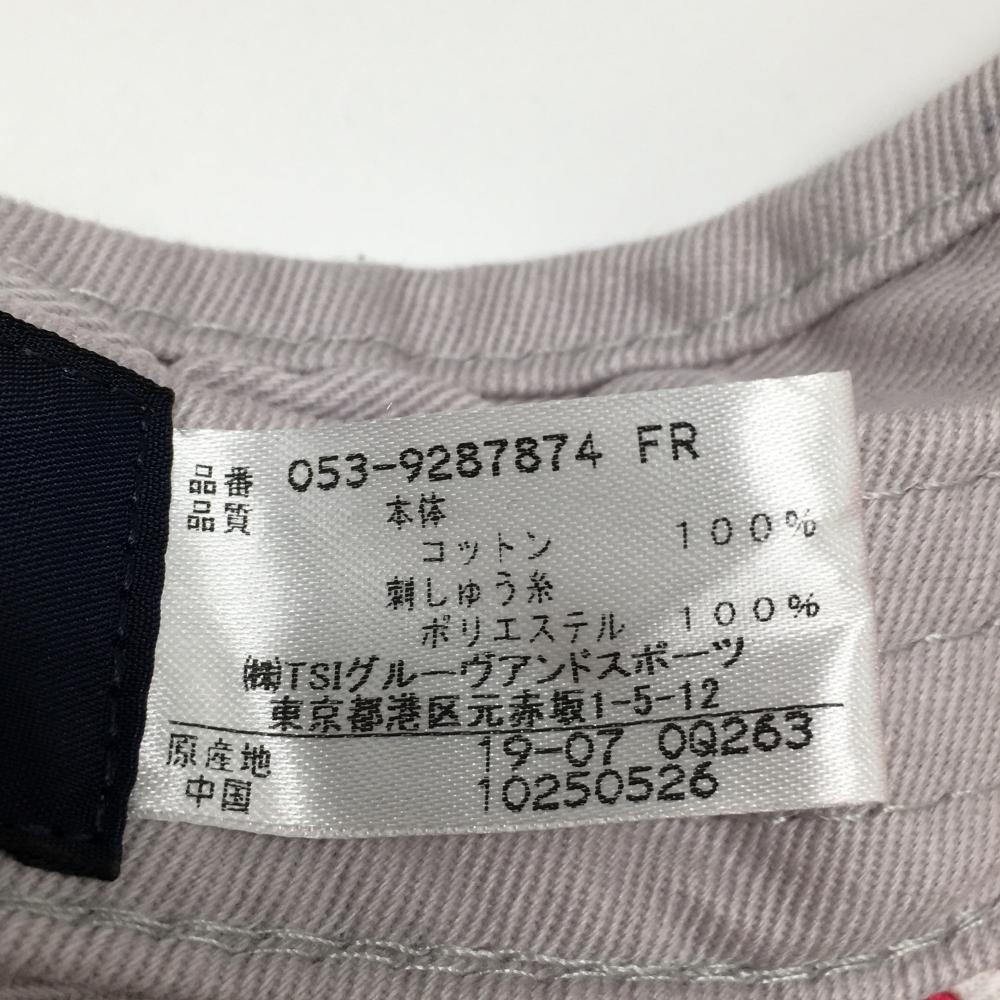 品番 053-9287874 FR
品質 本体
コットン 100%
刺しゅう糸
ポリエステル 100%
㈱TSIグルーヴアンドスポーツ
東京都港区元赤坂1-5-12
原産地 19-07 0Q263
中国 10250526